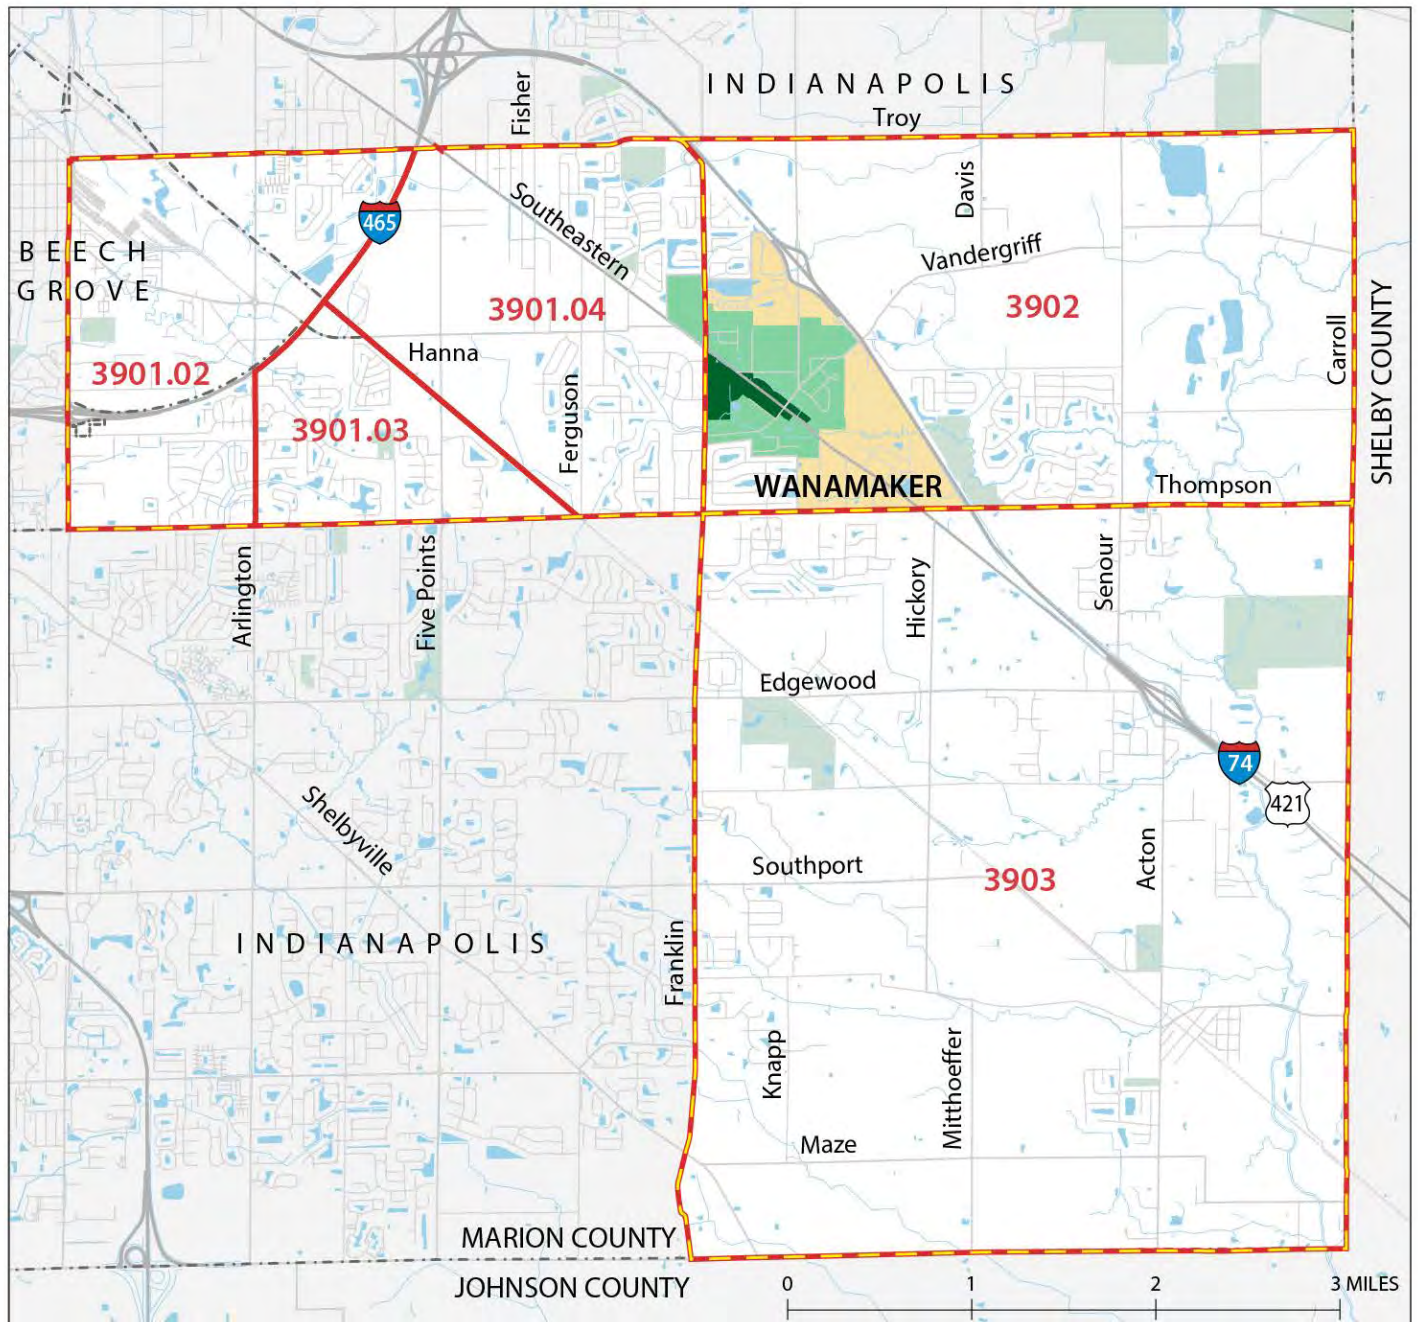 INDIANAPOLIS
Troy
Fisher
Davis
465
Southeastern
BEECH
GROVE
Vandergriff
SHELBY COUNTY
3901.04
3902
Carroll
Hanna
3901.02
3901.03
Ferguson
WANAMAKER
Thompson
Arlington
Five Points
Hickory
Senour
Edgewood
74
421
Shelbyville
Southport
3903
Acton
INDIANAPOLIS
Franklin
Knapp
Mitthoeffer
Maze
MARION COUNTY
JOHNSON COUNTY
0 1 2 3 MILES